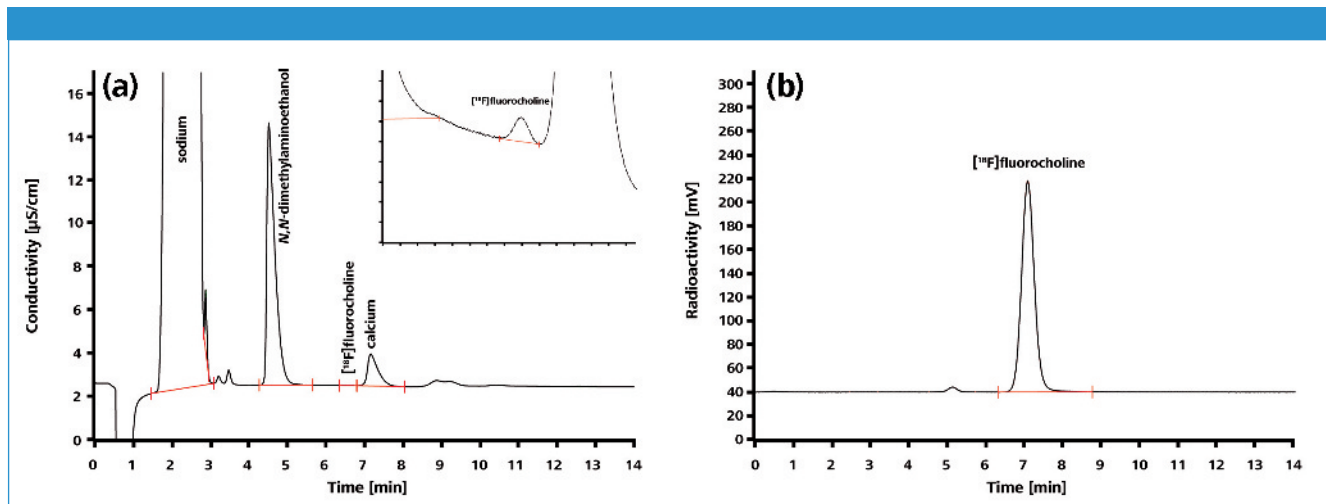 (a)
Conductivity [µS/cm]
16
14
12
10
8
6
4
2
0
sodium
N,N-dimethylaminoethanol
[¹⁸F]fluorocholine
calcium
[¹⁸F]fluorocholine
0 1 2 3 4 5 6 7 8 9 10 11 12 13 14
Time [min]
(b)
Radioactivity [mV]
300
280
260
240
220
200
180
160
140
120
100
80
60
40
20
0
[¹⁸F]fluorocholine
0 1 2 3 4 5 6 7 8 9 10 11 12 13 14
Time [min]